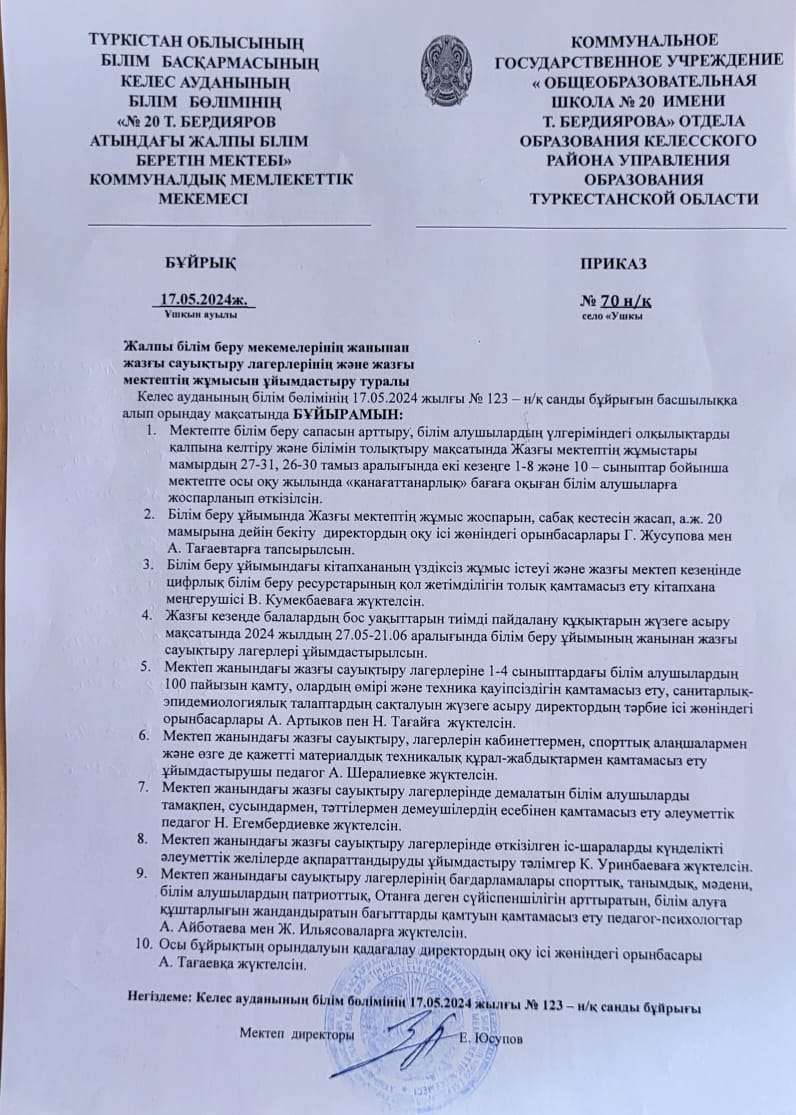 ТҮРКІСТАН ОБЛЫСЫНЫҢ
БІЛІМ БАСҚАРМАСЫНЫҢ
КЕЛЕС АУДАНЫНЫҢ
БІЛІМ БӨЛІМІНІҢ
«№ 20 Т. БЕРДИЯРОВ
АТЫНДАҒЫ ЖАЛПЫ БІЛІМ
БЕРЕТІН МЕКТЕБІ»
КОММУНАЛДЫҚ МЕМЛЕКЕТТІК
МЕКЕМЕСІ
КОММУНАЛЬНОЕ
ГОСУДАРСТВЕННОЕ УЧРЕЖДЕНИЕ
« ОБЩЕОБРАЗОВАТЕЛЬНАЯ
ШКОЛА № 20 ИМЕНИ
Т. БЕРДИЯРОВА» ОТДЕЛА
ОБРАЗОВАНИЯ КЕЛЕССКОГО
РАЙОНА УПРАВЛЕНИЯ
ОБРАЗОВАНИЯ
ТУРКЕСТАНСКОЙ ОБЛАСТИ
БҰЙРЫҚ
ПРИКАЗ
17.05.2024ж.
№ 70 н/қ
Ұшқын ауылы
село «Ушкы
Жалпы білім беру мекемелерінің жанынан
жазғы сауықтыру лагерлерінің және жазғы
мектептің жұмысын ұйымдастыру туралы
Келес ауданының білім бөлімінің 17.05.2024 жылғы № 123 – н/қ санды бұйрығын басшылыққа
алып орындау мақсатында БҰЙЫРАМЫН:
1. Мектепте білім беру сапасын арттыру, білім алушылардың үлгеріміндегі олқылықтарды
қалпына келтіру және білімін толықтыру мақсатында Жазғы мектептің жұмыстары
мамырдың 27-31, 26-30 тамыз аралығында екі кезеңге 1-8 және 10 – сыныптар бойынша
мектепте осы оқу жылында «қанағаттанарлық» бағаға оқыған білім алушыларға
жоспарланып өткізілсін.
2. Білім беру ұйымында Жазғы мектептің жұмыс жоспарын, сабақ кестесін жасап, а.ж. 20
мамырына дейін бекіту директордың оқу ісі жөніндегі орынбасарлары Г. Жусупова мен
А. Тағаевтарға тапсырылсын.
3. Білім беру ұйымындағы кітапхананың үздіксіз жұмыс істеуі және жазғы мектеп кезеңінде
цифрлық білім беру ресурстарының қол жетімділігін толық қамтамасыз ету кітапхана
меңгерушісі В. Кумекбаеваға жүктелсін.
4. Жазғы кезеңде балалардың бос уақыттарын тиімді пайдалану құқықтарын жүзеге асыру
мақсатында 2024 жылдың 27.05-21.06 аралығында білім беру ұйымының жанынан жазғы
сауықтыру лагерлері ұйымдастырылсын.
5. Мектеп жанындағы жазғы сауықтыру лагерлеріне 1-4 сыныптардағы білім алушылардың
100 пайызын қамту, олардың өмірі және техника қауіпсіздігін қамтамасыз ету, санитарлық-
эпидемиологиялық талаптардың сақталуын жүзеге асыру директордың тәрбие ісі жөніндегі
орынбасарлары А. Артыков пен Н. Тағайға жүктелсін.
6. Мектеп жанындағы жазғы сауықтыру, лагерлерін кабинеттермен, спорттық алаңшалармен
және өзге де қажетті материалдық техникалық құрал-жабдықтармен қамтамасыз ету
ұйымдастырушы педагог А. Шералиевке жүктелсін.
7. Мектеп жанындағы жазғы сауықтыру лагерлерінде демалатын білім алушыларды
тамақпен, сусындармен, тәттілермен демеушілердің есебінен қамтамасыз ету әлеуметтік
педагог Н. Егембердиевке жүктелсін.
8. Мектеп жанындағы жазғы сауықтыру лагерлерінде өткізілген іс-шараларды күнделікті
әлеуметтік желілерде ақпараттандыруды ұйымдастыру тәлімгер К. Уринбаеваға жүктелсін.
9. Мектеп жанындағы сауықтыру лагерлерінің бағдарламалары спорттық, танымдық, мәдени,
білім алушылардың патриоттық, Отанға деген сүйіспеншілігін арттыратын, білім алуға
құштарлығын жандандыратын бағыттарды қамтуын қамтамасыз ету педагог-психологтар
А. Айботаева мен Ж. Ильясоваларға жүктелсін.
10. Осы бұйрықтың орындалуын қадағалау директордың оқу ісі жөніндегі орынбасары
А. Тағаевқа жүктелсін.
Негіздеме: Келес ауданының білім бөлімінің 17.05.2024 жылғы № 123 – н/қ санды бұйрығы
Мектеп директоры
Е. Юсупов